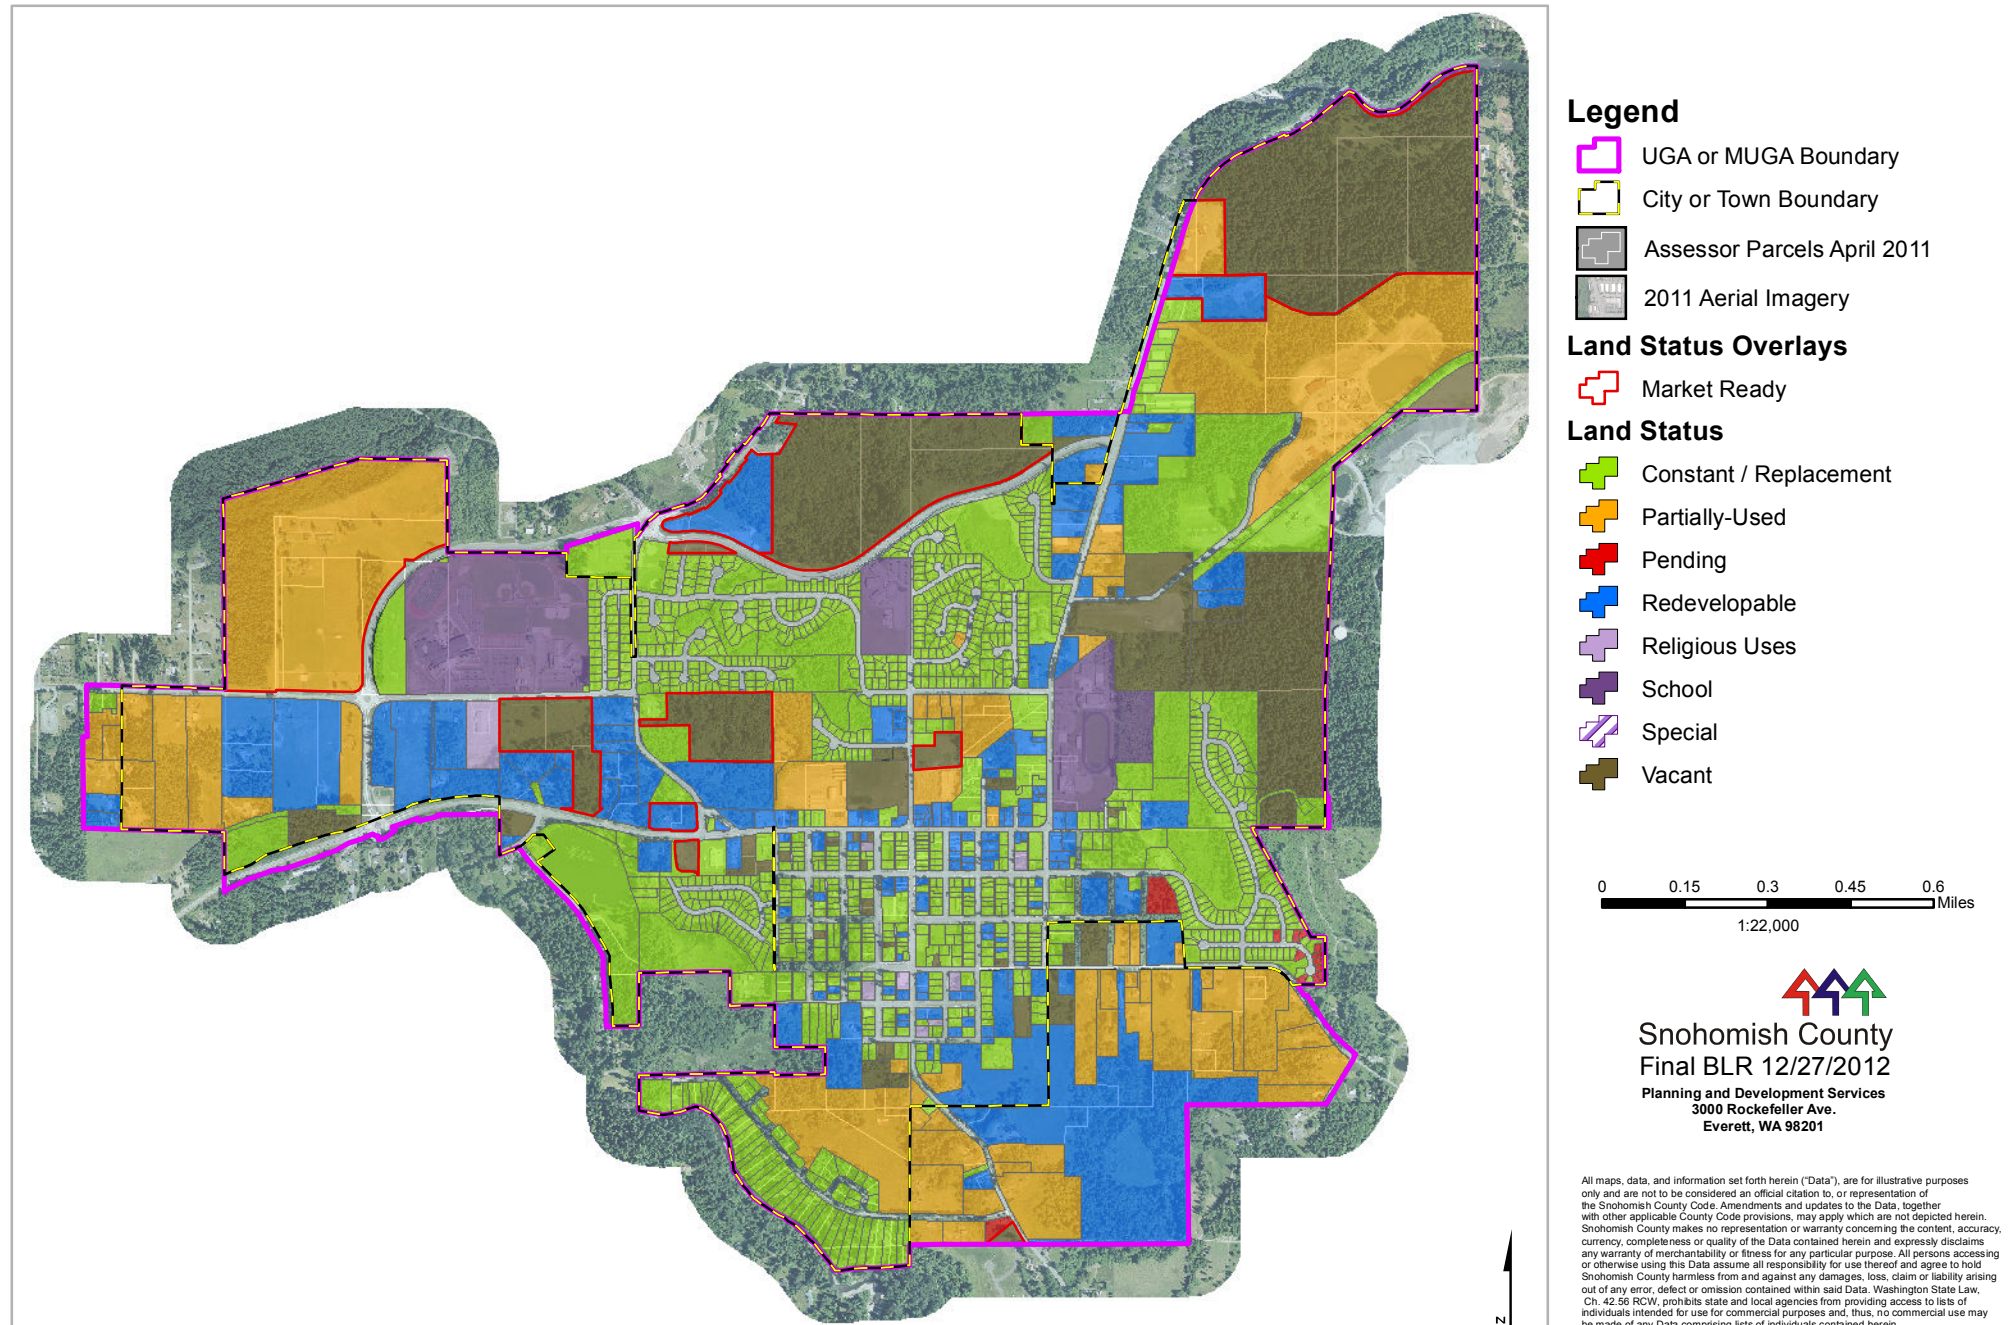 Legend
UGA or MUGA Boundary
City or Town Boundary
Assessor Parcels April 2011
2011 Aerial Imagery
Land Status Overlays
Market Ready
Land Status
Constant / Replacement
Partially-Used
Pending
Redevelopable
Religious Uses
School
Special
Vacant
0 0.15 0.3 0.45 0.6
Miles
1:22,000
Snohomish County
Final BLR 12/27/2012
Planning and Development Services
3000 Rockefeller Ave.
Everett, WA 98201
All maps, data, and information set forth herein ("Data"), are for illustrative purposes
only and are not to be considered an official citation to, or representation of
the Snohomish County Code. Amendments and updates to the Data, together
with other applicable County Code provisions, may apply which are not depicted herein.
Snohomish County makes no representation or warranty concerning the content, accuracy,
currency, completeness or quality of the Data contained herein and expressly disclaims
any warranty of merchantability or fitness for any particular purpose. All persons accessing
or otherwise using this Data assume all responsibility for use thereof and agree to hold
Snohomish County harmless from and against any damages, loss, claim or liability arising
out of any error, defect or omission contained within said Data. Washington State Law,
Ch. 42.56 RCW, prohibits state and local agencies from providing access to lists of
individuals intended for use for commercial purposes and, thus, no commercial use may
be made of any Data comprising lists of individuals contained herein.
N